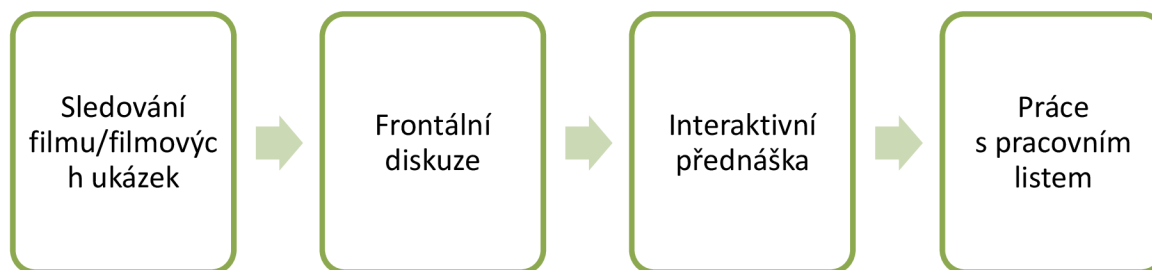 Sledování
filmu/filmovýc
h ukázek
Frontální
diskuze
Interaktivní
přednáška
Práce
s pracovním
listem